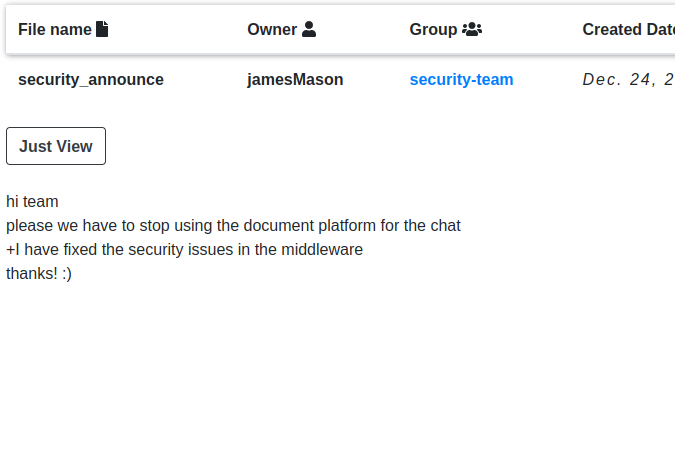 File name Owner Group Created Date
security_announce jamesMason security-team Dec. 24, 2
Just View
hi team
please we have to stop using the document platform for the chat
+I have fixed the security issues in the middleware
thanks! :)